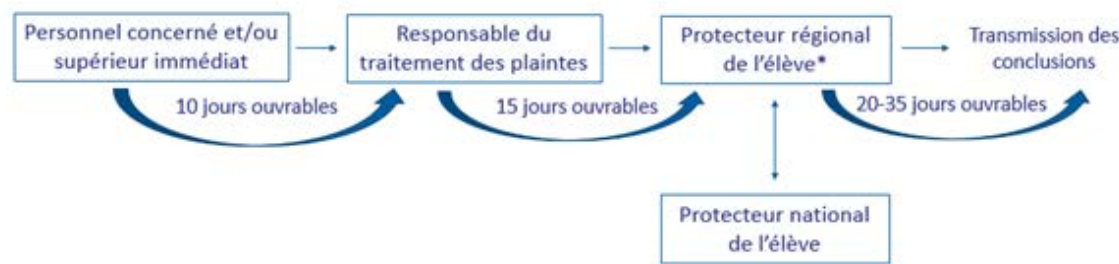 Personnel concerné et/ou
supérieur immédiat
Responsable du
traitement des plaintes
Protecteur régional
de l'élève*
Transmission des
conclusions
10 jours ouvrables
15 jours ouvrables
20-35 jours ouvrables
Protecteur national
de l'élève